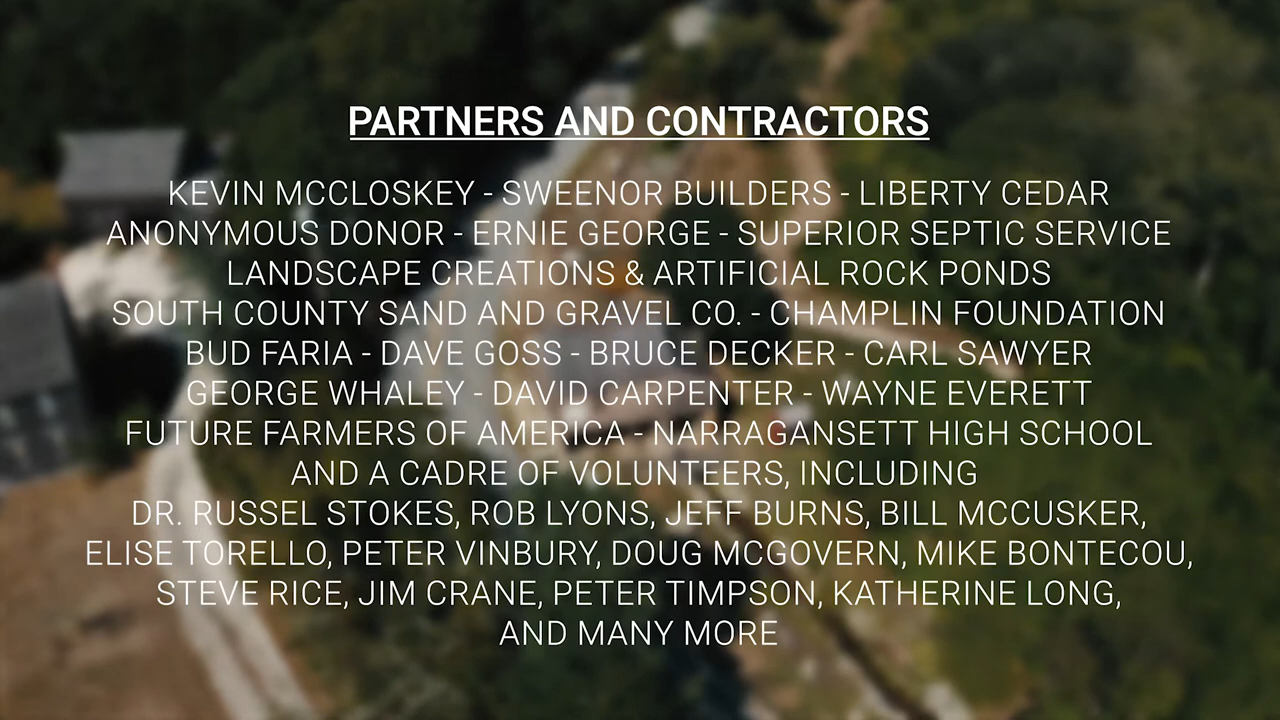 PARTNERS AND CONTRACTORS
KEVIN MCCLOSKEY - SWEENOR BUILDERS - LIBERTY CEDAR
ANONYMOUS DONOR - ERNIE GEORGE - SUPERIOR SEPTIC SERVICE
LANDSCAPE CREATIONS & ARTIFICIAL ROCK PONDS
SOUTH COUNTY SAND AND GRAVEL CO. - CHAMPLIN FOUNDATION
BUD FARIA - DAVE GOSS - BRUCE DECKER - CARL SAWYER
GEORGE WHALEY - DAVID CARPENTER - WAYNE EVERETT
FUTURE FARMERS OF AMERICA - NARRAGANSETT HIGH SCHOOL
AND A CADRE OF VOLUNTEERS, INCLUDING
DR. RUSSEL STOKES, ROB LYONS, JEFF BURNS, BILL MCCUSKER,
ELISE TORELLO, PETER VINBURY, DOUG MCGOVERN, MIKE BONTECOU,
STEVE RICE, JIM CRANE, PETER TIMPSON, KATHERINE LONG,
AND MANY MORE